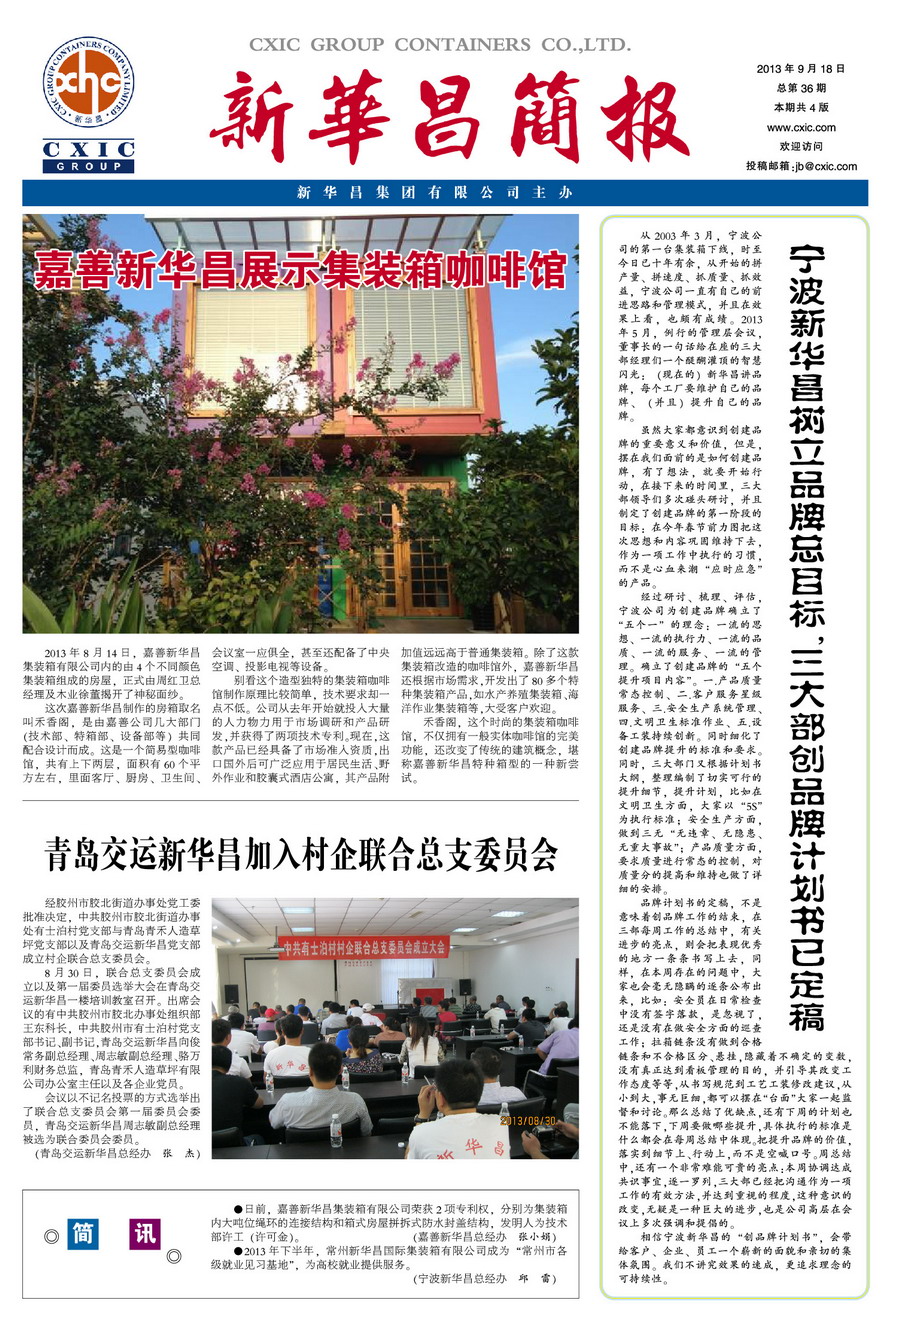 CXIC GROUP CONTAINERS CO.,LTD.
CXIC GROUP CONTAINERS COMPANY LIMITED
cxhc
新华昌
CXIC
GROUP
新華昌簡报
2013 年 9 月 18 日
总第 36 期
本期共 4 版
www.cxic.com
欢迎访问
投稿邮箱:jb@cxic.com
新华昌集团有限公司主办
嘉善新华昌展示集装箱咖啡馆
2013 年 8 月 14 日，嘉善新华昌
集装箱有限公司内的由 4 个不同颜色
集装箱组成的房屋，正式由周红卫总
经理及木业徐董揭开了神秘面纱。
这次嘉善新华昌制作的房箱取名
叫禾香阁，是由嘉善公司几大部门
(技术部、特箱部、设备部等）共同
配合设计而成。这是一个简易型咖啡
馆，共有上下两层，面积有 60 个平
方左右，里面客厅、厨房、卫生间、
会议室一应俱全，甚至还配备了中央
空调、投影电视等设备。
别看这个造型独特的集装箱咖啡
馆制作原理比较简单，技术要求却一
点不低。公司从去年开始就投入大量
的人力物力用于市场调研和产品研
发,并获得了两项技术专利。现在,这
款产品已经具备了市场准入资质,出
口国外后可广泛应用于居民生活、野
外作业和胶囊式酒店公寓，其产品附
加值远远高于普通集装箱。除了这款
集装箱改造的咖啡馆外，嘉善新华昌
还根据市场需求,开发出了 80 多个特
种集装箱产品,如水产养殖集装箱、海
洋作业集装箱等,大受客户欢迎。
禾香阁，这个时尚的集装箱咖啡
馆，不仅拥有一般实体咖啡馆的完美
功能，还改变了传统的建筑概念，堪
称嘉善新华昌特种箱型的一种新尝
试。
青岛交运新华昌加入村企联合总支委员会
经胶州市胶北街道办事处党工委
批准决定，中共胶州市胶北街道办事
处有士泊村党支部与青岛青禾人造草
坪党支部以及青岛交运新华昌党支部
成立村企联合总支委员会。
8 月 30 日，联合总支委员会成
立以及第一届委员选举大会在青岛交
运新华昌一楼培训教室召开。出席会
议的有中共胶州市胶北办事处组织部
王东科长，中共胶州市有士泊村党支
部书记、副书记,青岛交运新华昌向俊
常务副总经理、周志敏副总经理、骆万
利财务总监，青岛青禾人造草坪有限
公司办公室主任以及各企业党员。
会议以不记名投票的方式选举出
了联合总支委员会第一届委员会委
员，青岛交运新华昌周志敏副总经理
被选为联合委员会委员。
(青岛交运新华昌总经办　张　杰)
中共有士泊村村企联合总支委员会成立大会
新华昌
2013/08/30
简 讯
●日前，嘉善新华昌集装箱有限公司荣获 2 项专利权，分别为集装箱
内大吨位绳环的连接结构和箱式房屋拼拆式防水封盖结构，发明人为技术
部许工（许可金)。　(嘉善新华昌总经办　张小娟)
●2013 年下半年，常州新华昌国际集装箱有限公司成为“常州市各
级就业见习基地”，为高校就业提供服务。
(宁波新华昌总经办　邱　雷)
宁波新华昌树立品牌总目标,三大部创品牌计划书已定稿
从 2003 年 3 月，宁波公
司的第一台集装箱下线，时至
今日已十年有余，从开始的拼
产量、拼速度、抓质量、抓效
益，宁波公司一直有自己的前
进思路和管理模式，并且在效
果上看，也颇有成绩。2013
年 5 月，例行的管理层会议，
董事长的一句话给在座的三大
部经理们一个醍醐灌顶的智慧
闪光：（现在的）新华昌讲品
牌，每个工厂要维护自己的品
牌、（并且）提升自己的品
牌。
虽然大家都意识到创建品
牌的重要意义和价值，但是，
摆在我们面前的是如何创建品
牌，有了想法，就要开始行
动，在接下来的时间里，三大
部领导们多次碰头研讨，并且
制定了创建品牌的第一阶段的
目标：在今年春节前力图把这
次思想和内容巩固维持下去，
作为一项工作中执行的习惯，
而不是心血来潮“应时应急”
的产品。
经过研讨、梳理、评估，
宁波公司为创建品牌确立了
“五个一”的理念：一流的思
想、一流的执行力、一流的品
质、一流的服务、一流的管
理。确立了创建品牌的“五个
提升项目内容”。一.产品质量
常态控制、二.客户服务星级
服务、三.安全生产系统管理、
四.文明卫生标准作业、五.设
备工装持续创新。同时细化了
创建品牌提升的标准和要求。
同时，三大部门又根据计划书
大纲，整理编制了切实可行的
提升细节，提升计划，比如在
文明卫生方面，大家以“5S”
为执行标准；安全生产方面，
做到三无“无违章、无隐患、
无重大事故”；产品质量方面，
要求质量进行常态的控制，对
质量分的提高和维持也做了详
细的安排。
品牌计划书的定稿，不是
意味着创品牌工作的结束，在
三部每周工作的总结中，有关
进步的亮点，则会把表现优秀
的地方一条条书写上去，同
样，在本周存在的问题中，大
家也会毫无隐瞒的逐条公布出
来，比如：安全员在日常检查
中没有签字落款，是忽视了，
还是没有在做安全方面的巡查
工作；拉箱链条没有做到合格
链条和不合格区分、悬挂,隐藏着不确定的变数，
没有真正达到看板管理的目的，并引导其改变工
作态度等等,从书写规范到工艺工装修改建议,从
小到大,事无巨细,都可以摆在“台面”大家一起监
督和讨论。那么总结了优缺点,还有下周的计划也
不能落下,下周要做哪些提升,具体执行的标准是
什么都会在每周总结中体现。把提升品牌的价值,
落实到细节上、行动上,而不是空喊口号。周总结
中,还有一个非常难能可贵的亮点:本周协调达成
共识事宜,逐一罗列,三大部已经把沟通作为一项
工作的有效方法,并达到重视的程度,这种意识的
改变,无疑是一种巨大的进步,也是公司高层在会
议上多次强调和提倡的。
相信宁波新华昌的“创品牌计划书”，会带
给客户、企业、员工一个崭新的面貌和亲切的集
体氛围。我们不讲究效果的速成，更追求理念的
可持续性。